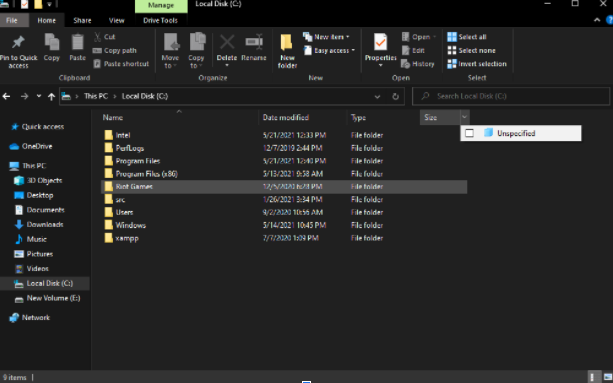 Manage
Local Disk (C:)
File
Home
Share
View
Drive Tools
Pin to Quick access
Copy
Paste
Cut
Copy path
Paste shortcut
Clipboard
Move to
Copy to
Delete
Rename
Organize
New folder
New item
Easy access
New
Properties
Open
Edit
History
Open
Select all
Select none
Invert selection
Select
This PC > Local Disk (C:)
Search Local Disk (C:)
Name
Date modified
Type
Size
Unspecified
Quick access
OneDrive
This PC
3D Objects
Desktop
Documents
Downloads
Music
Pictures
Videos
Local Disk (C:)
New Volume (E:)
Network
Intel 5/21/2021 12:33 PM File folder
PerfLogs 12/7/2019 2:44 PM File folder
Program Files 5/21/2021 12:40 PM File folder
Program Files (x86) 5/13/2021 9:58 AM File folder
Riot Games 12/5/2020 6:28 PM File folder
src 1/26/2021 3:34 PM File folder
Users 9/2/2020 10:56 AM File folder
Windows 5/14/2021 10:45 PM File folder
xampp 7/7/2020 1:09 PM File folder
9 items